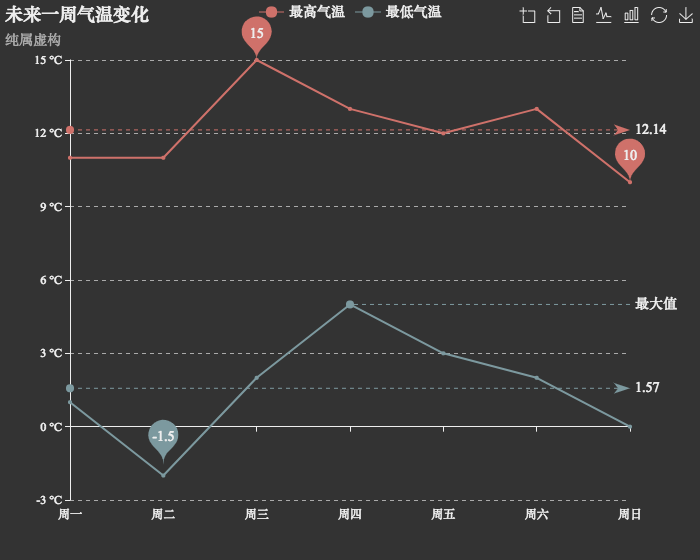 未来一周气温变化
纯属虚构
最高气温
最低气温
15 °C
12 °C
9 °C
6 °C
3 °C
0 °C
-3 °C
15
12.14
10
最大值
1.57
-1.5
周一 周二 周三 周四 周五 周六 周日